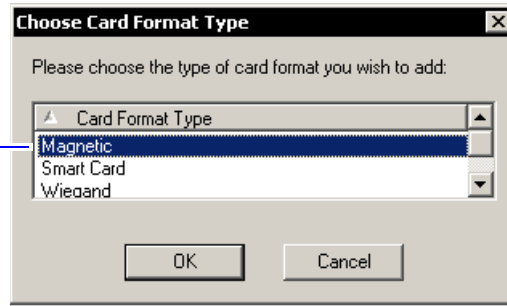 Choose Card Format Type
Please choose the type of card format you wish to add:
Card Format Type
Magnetic
Smart Card
Wiegand
OK Cancel